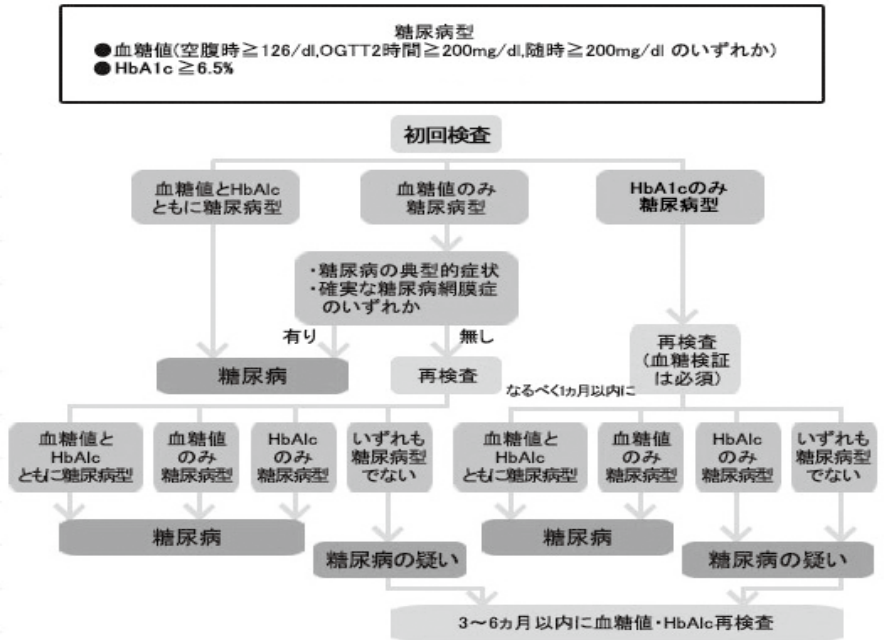 糖尿病型
●血糖値(空腹時≧126/dl,OGTT2時間≧200mg/dl,随時≧200mg/dl のいずれか)
●HbA1c ≧6.5%
初回検査
血糖値とHbAlc
ともに糖尿病型
血糖値のみ
糖尿病型
HbA1cのみ
糖尿病型
・糖尿病の典型的症状
・確実な糖尿病網膜症
のいずれか
有り
無し
糖尿病
再検査
再検査
(血糖検証
は必須)
なるべく1ヵ月以内に
血糖値と
HbAlc
ともに糖尿病型
血糖値
のみ
糖尿病型
HbAlc
のみ
糖尿病型
いずれも
糖尿病型
でない
血糖値と
HbAlc
ともに糖尿病型
血糖値
のみ
糖尿病型
HbAlc
のみ
糖尿病型
いずれも
糖尿病型
でない
糖尿病
糖尿病の疑い
糖尿病
糖尿病の疑い
3〜6ヵ月以内に血糖値・HbAlc再検査